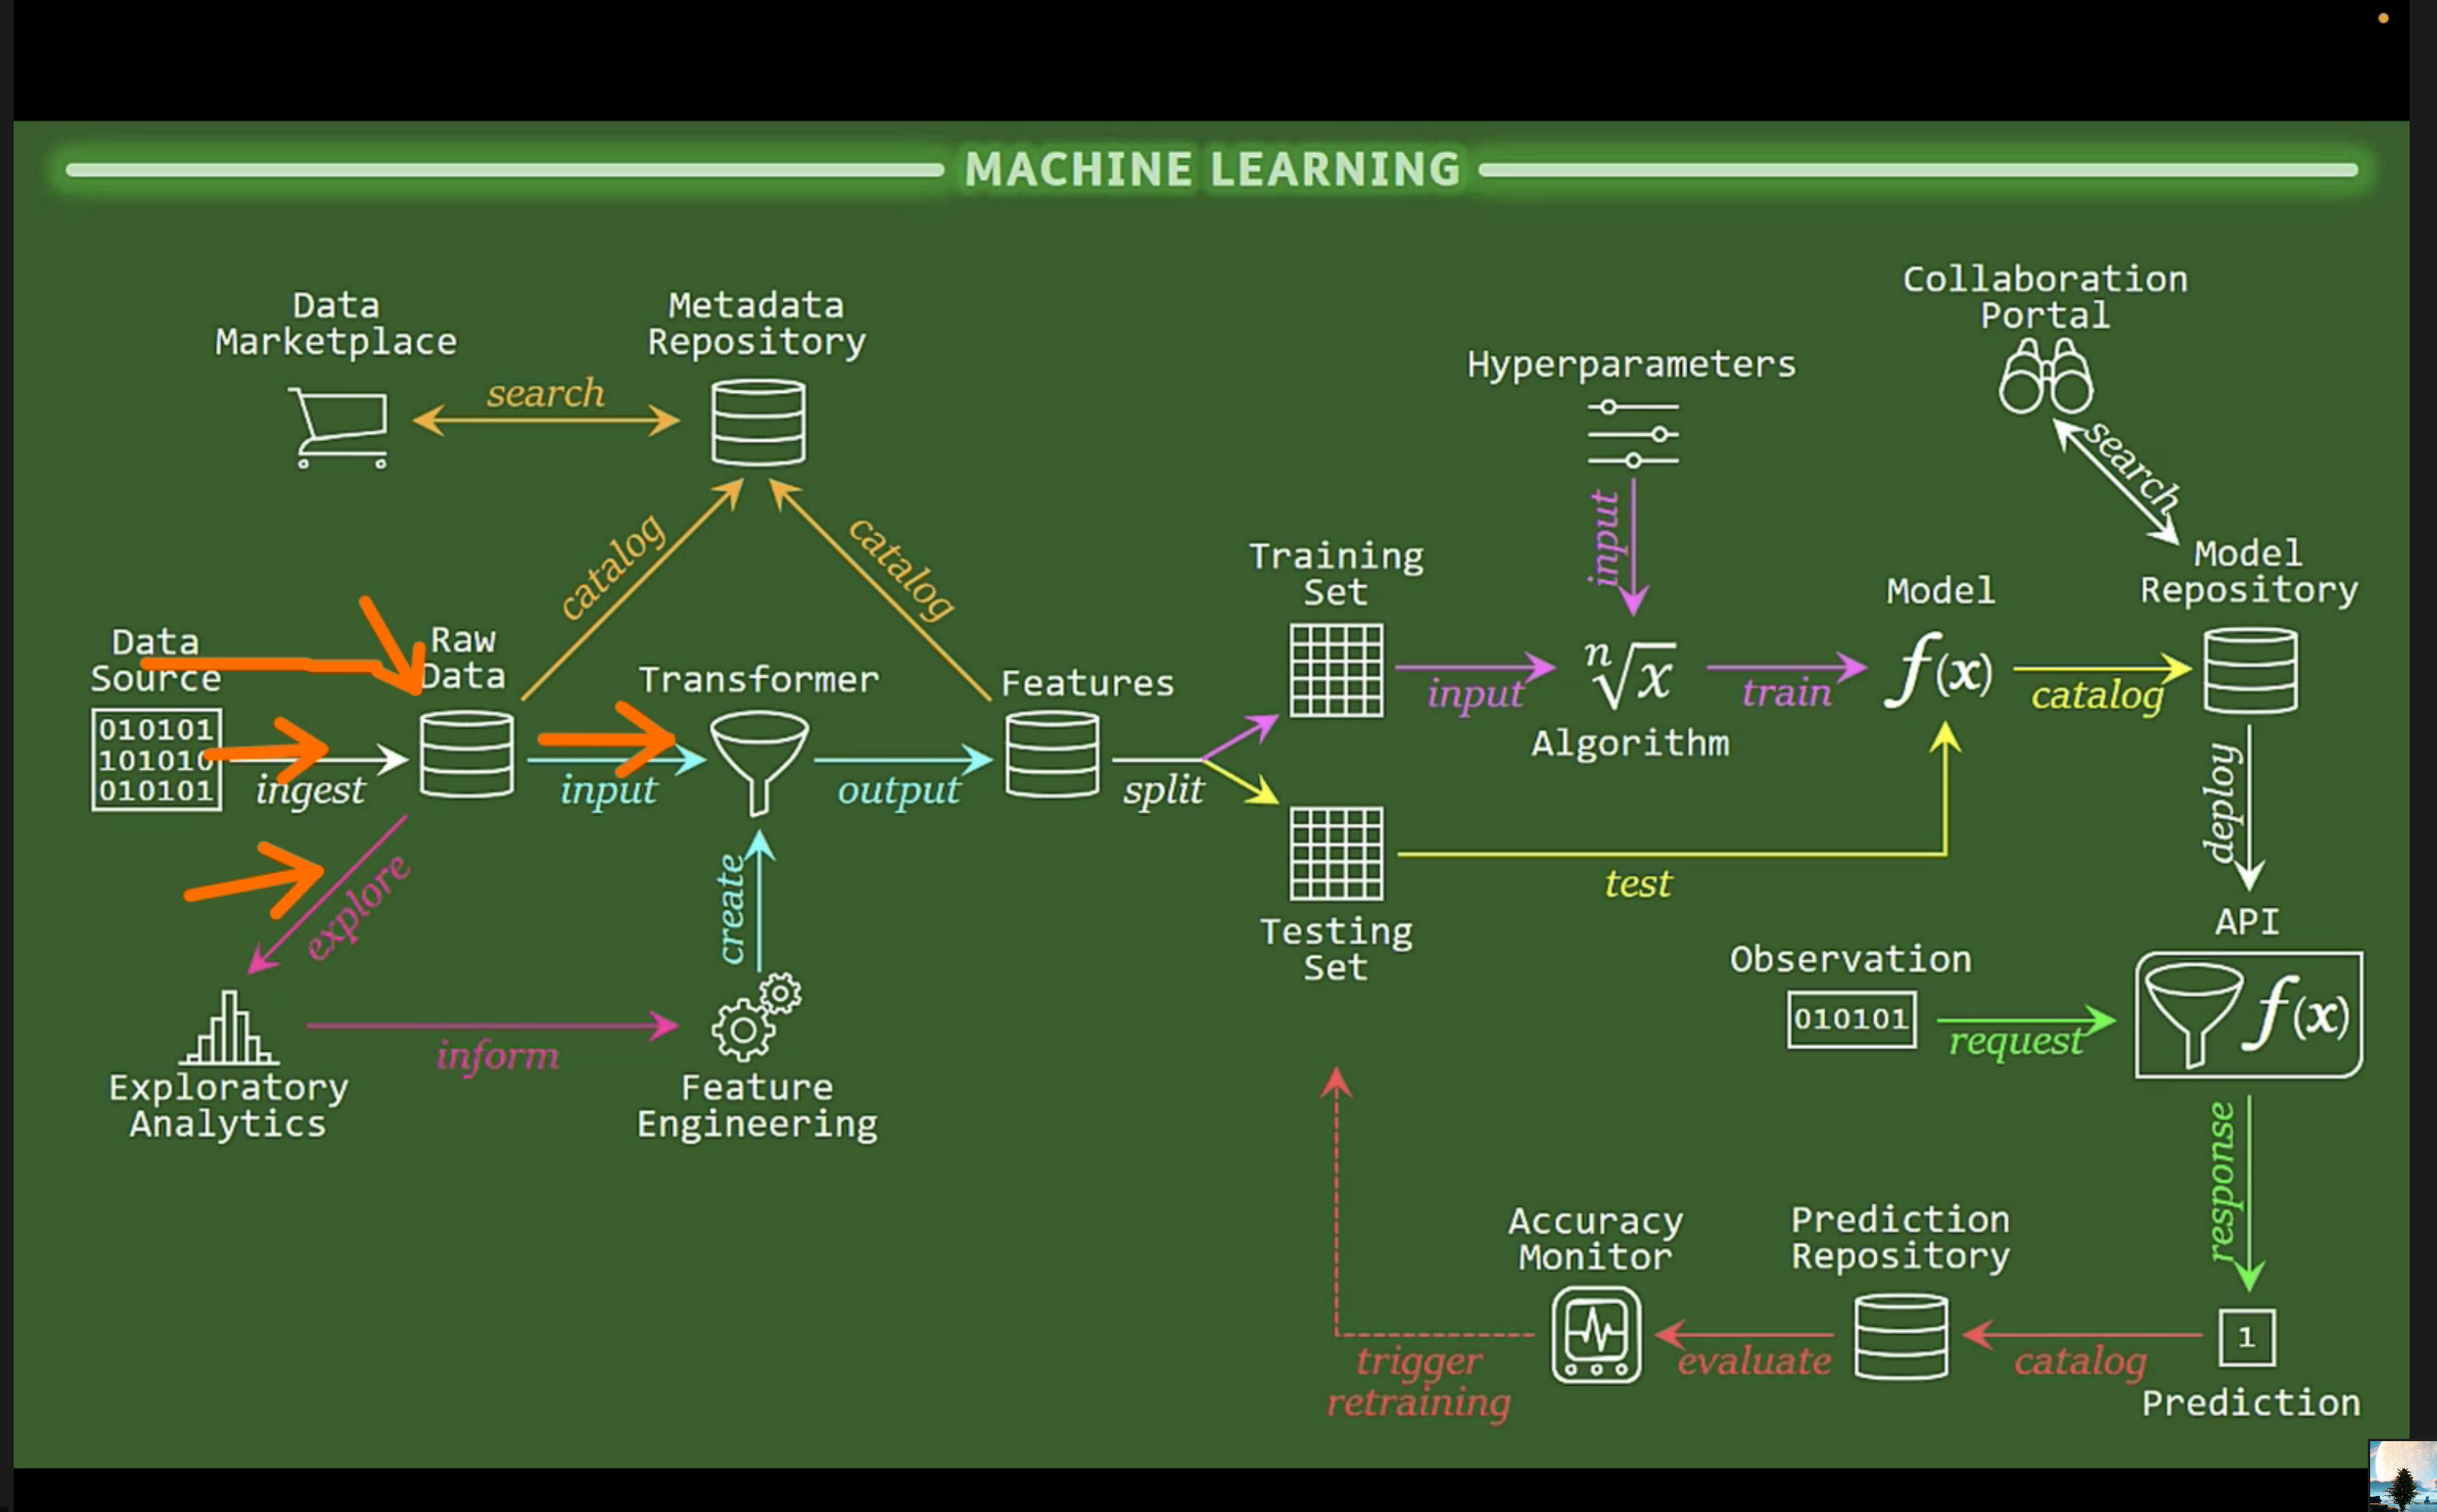 MACHINE LEARNING
Data
Marketplace
search
Metadata
Repository
catalog
catalog
Data
Source
010101
101010
010101
ingest
Raw
Data
input
Transformer
output
Features
split
explore
Exploratory
Analytics
inform
create
Feature
Engineering
Training
Set
input
Hyperparameters
input
n√x
Algorithm
train
Model
f(x)
catalog
Collaboration
Portal
search
Model
Repository
deploy
Testing
Set
test
API
f(x)
Observation
010101
request
response
1
Prediction
catalog
Prediction
Repository
evaluate
Accuracy
Monitor
trigger
retraining